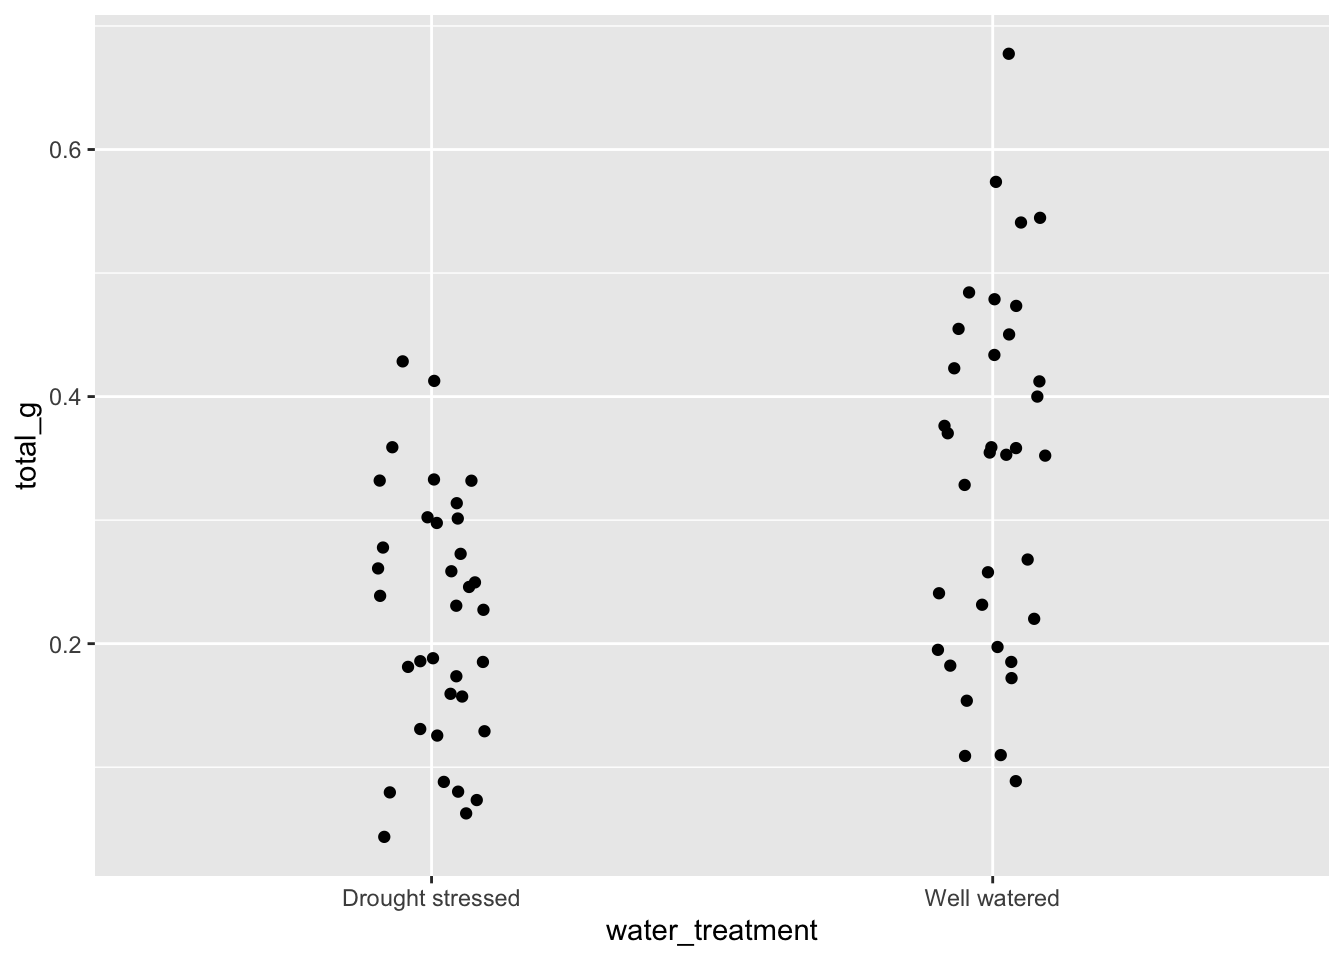 total_g
0.6
0.4
0.2
Drought stressed
Well watered
water_treatment